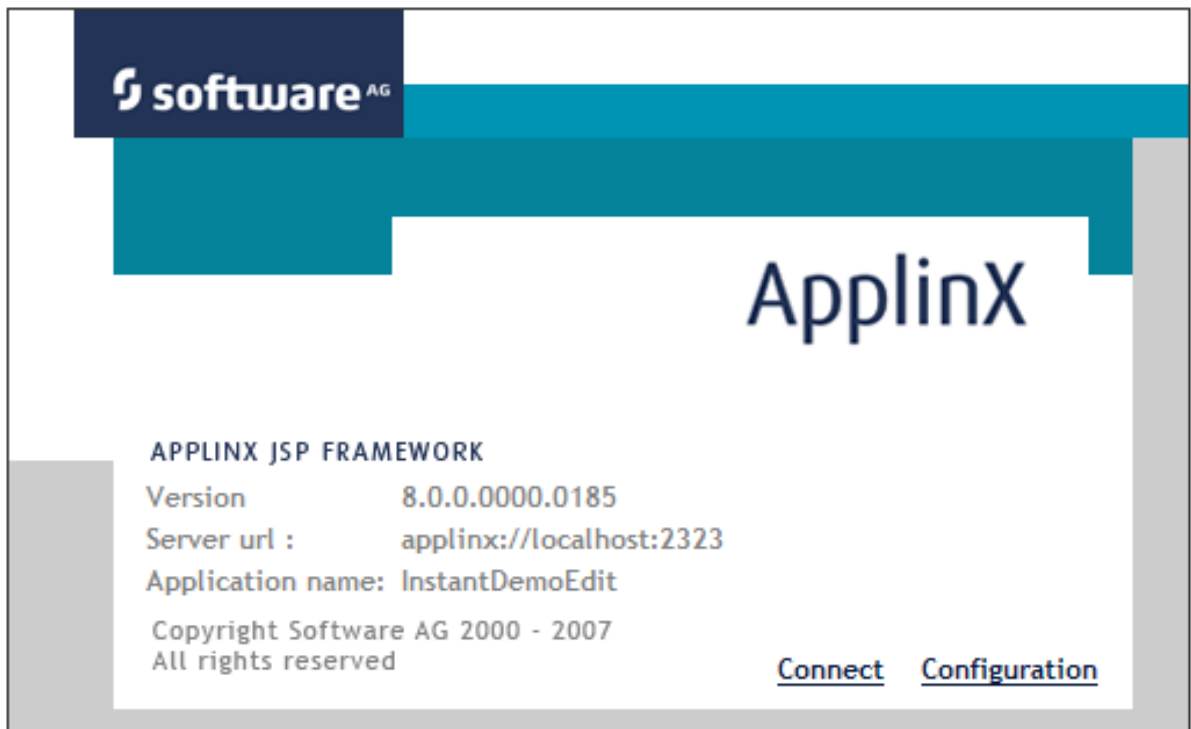 software AG
ApplinX
APPLINX JSP FRAMEWORK
Version 8.0.0.0000.0185
Server url : applinx://localhost:2323
Application name: InstantDemoEdit
Copyright Software AG 2000 - 2007
All rights reserved
Connect Configuration